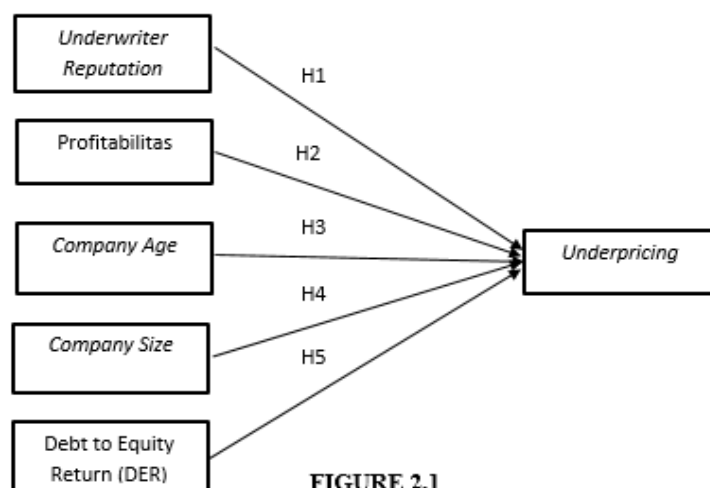 Underwriter
Reputation
H1
Profitabilitas
H2
Company Age
H3
Underpricing
Company Size
H4
H5
Debt to Equity
Return (DER)
FIGURE 2.1